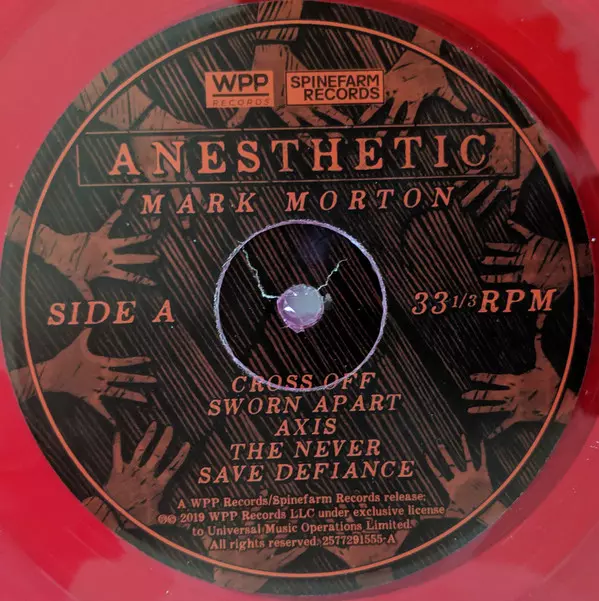 WPP
RECORDS
SPINEFARM
RECORDS
ANESTHETIC
MARK MORTON
SIDE A
33 1/3 RPM
CROSS OFF
SWORN APART
AXIS
THE NEVER
SAVE DEFIANCE
A WPP Records/Spinefarm Records release;
℗© 2019 WPP Records LLC under exclusive license
to Universal Music Operations Limited.
All rights reserved. 2577291555-A